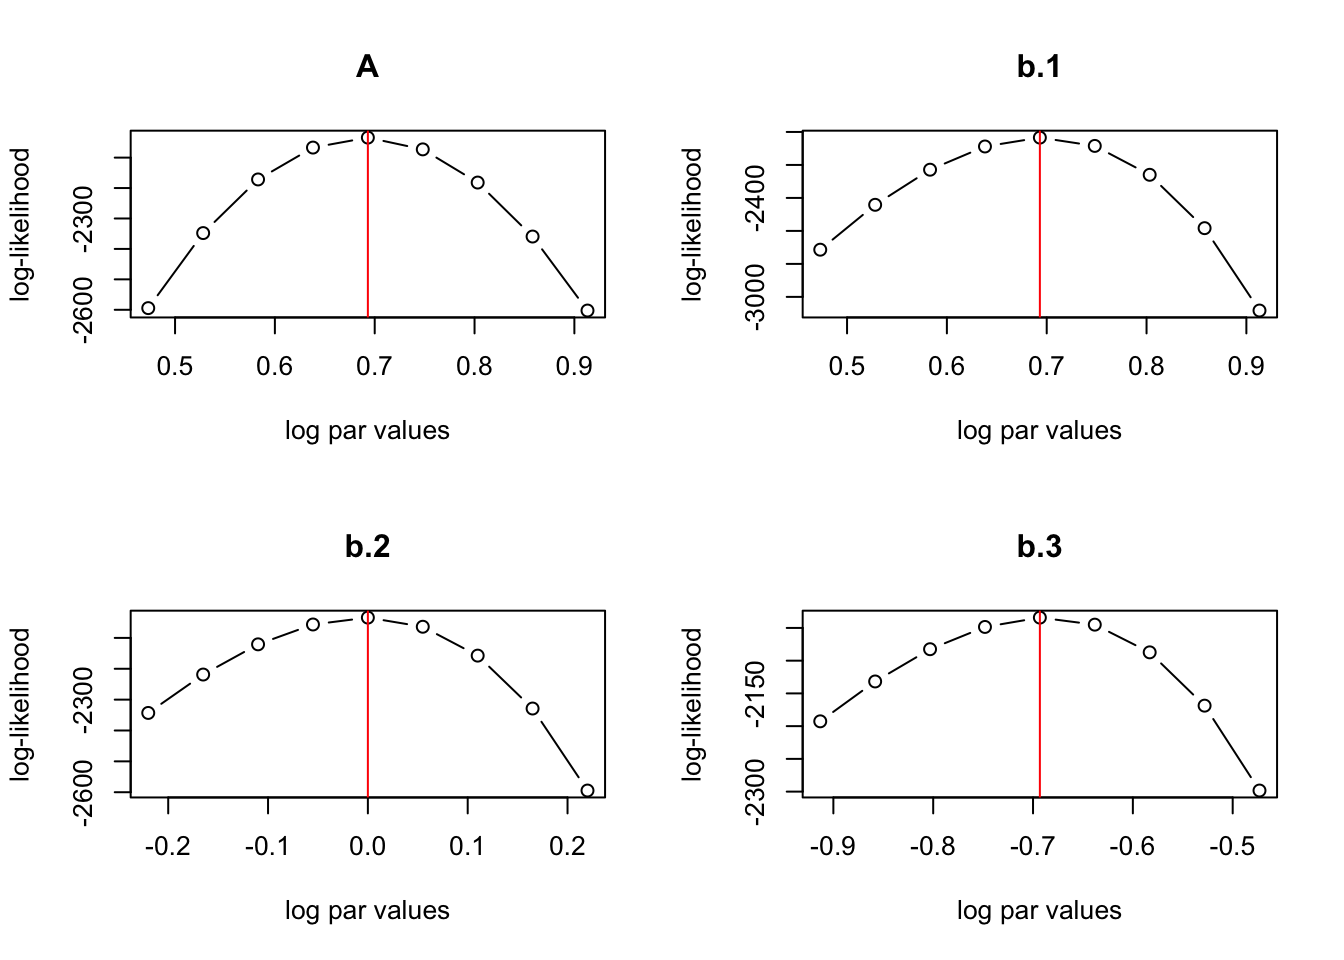 A
log-likelihood
-2300
-2600
0.5 0.6 0.7 0.8 0.9
log par values
b.1
log-likelihood
-2400
-3000
0.5 0.6 0.7 0.8 0.9
log par values
b.2
log-likelihood
-2300
-2600
-0.2 -0.1 0.0 0.1 0.2
log par values
b.3
log-likelihood
-2150
-2300
-0.9 -0.8 -0.7 -0.6 -0.5
log par values